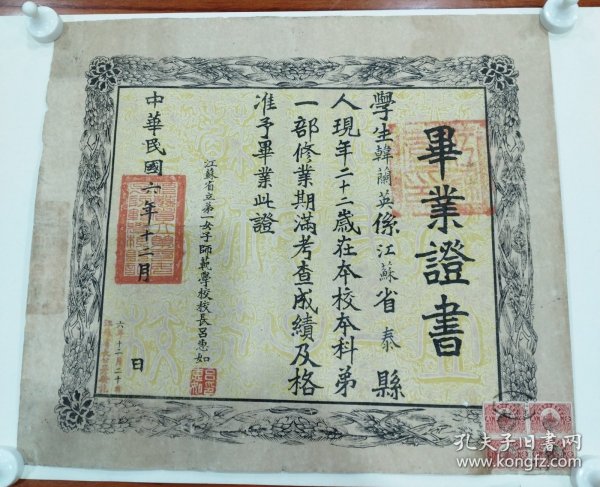 畢業證書
學生韓蘭英係江蘇省泰縣
人現年二十二歲在本校本科第
一部修業期滿考查成績及格
准予畢業此證
江蘇省立第一女子師範學校校長呂惠如
中華民國六年十二月
日
孔夫子旧书网
www.kongfz.com